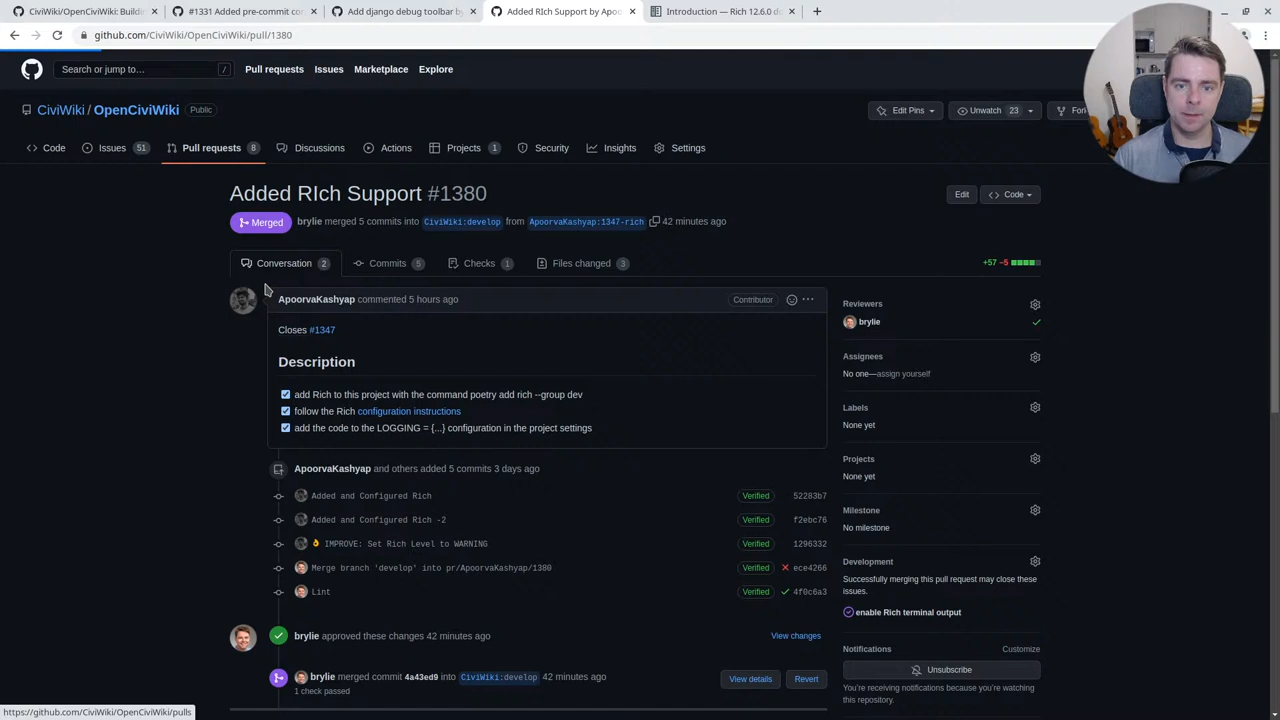 CiviWiki/OpenCiviWiki: Buildin
#1331 Added pre-commit con
Add django debug toolbar by
Added RIch Support by Apoo
Introduction — Rich 12.6.0 do
github.com/CiviWiki/OpenCiviWiki/pull/1380
Search or jump to…
/
Pull requests
Issues
Marketplace
Explore
CiviWiki / OpenCiviWiki
Public
Edit Pins
Unwatch 23
Fork
Code
Issues 51
Pull requests 8
Discussions
Actions
Projects 1
Security
Insights
Settings
Added RIch Support #1380
Edit
Code
Merged
brylie merged 5 commits into CiviWiki:develop from ApoorvaKashyap:1347-rich 42 minutes ago
Conversation 2
Commits 5
Checks 1
Files changed 3
+57 −5
ApoorvaKashyap commented 5 hours ago
Contributor
Closes #1347
Description
add Rich to this project with the command poetry add rich --group dev
follow the Rich configuration instructions
add the code to the LOGGING = {...} configuration in the project settings
ApoorvaKashyap and others added 5 commits 3 days ago
Added and Configured Rich Verified 52283b7
Added and Configured Rich -2 Verified f2ebc76
👌 IMPROVE: Set Rich Level to WARNING Verified 1296332
Merge branch 'develop' into pr/ApoorvaKashyap/1380 Verified ece4266
Lint Verified 4f0c6a3
brylie approved these changes 42 minutes ago
View changes
brylie merged commit 4a43ed9 into CiviWiki:develop 42 minutes ago
1 check passed
View details
Revert
Reviewers
brylie
Assignees
No one—assign yourself
Labels
None yet
Projects
None yet
Milestone
No milestone
Development
Successfully merging this pull request may close these
issues.
enable Rich terminal output
Notifications
Customize
Unsubscribe
You're receiving notifications because you're watching
this repository.
https://github.com/CiviWiki/OpenCiviWiki/pulls